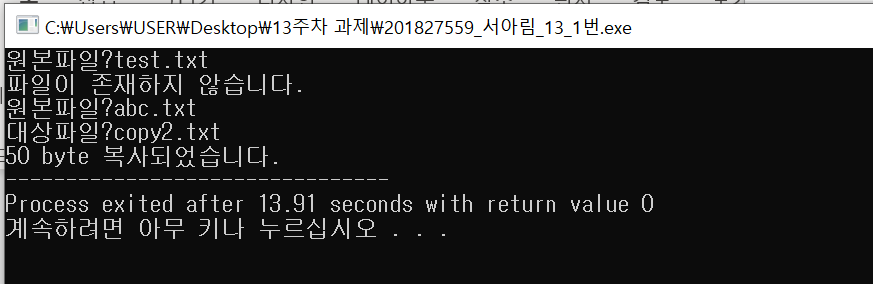 C:\Users\USER\Desktop\13주차 과제\201827559_서아림_13_1번.exe
원본파일?test.txt
파일이 존재하지 않습니다.
원본파일?abc.txt
대상파일?copy2.txt
50 byte 복사되었습니다.
--------------------------------
Process exited after 13.91 seconds with return value 0
계속하려면 아무 키나 누르십시오 . . .